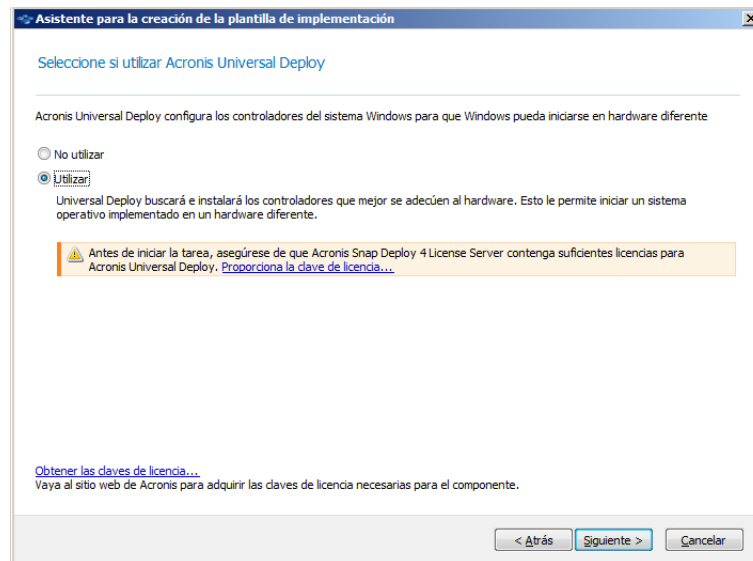 Asistente para la creación de la plantilla de implementación
Seleccione si utilizar Acronis Universal Deploy
Acronis Universal Deploy configura los controladores del sistema Windows para que Windows pueda iniciarse en hardware diferente
No utilizar
Utilizar
Universal Deploy buscará e instalará los controladores que mejor se adecúen al hardware. Esto le permite iniciar un sistema
operativo implementado en un hardware diferente.
Antes de iniciar la tarea, asegúrese de que Acronis Snap Deploy 4 License Server contenga suficientes licencias para
Acronis Universal Deploy. Proporciona la clave de licencia...
Obtener las claves de licencia...
Vaya al sitio web de Acronis para adquirir las claves de licencia necesarias para el componente.
< Atrás Siguiente > Cancelar